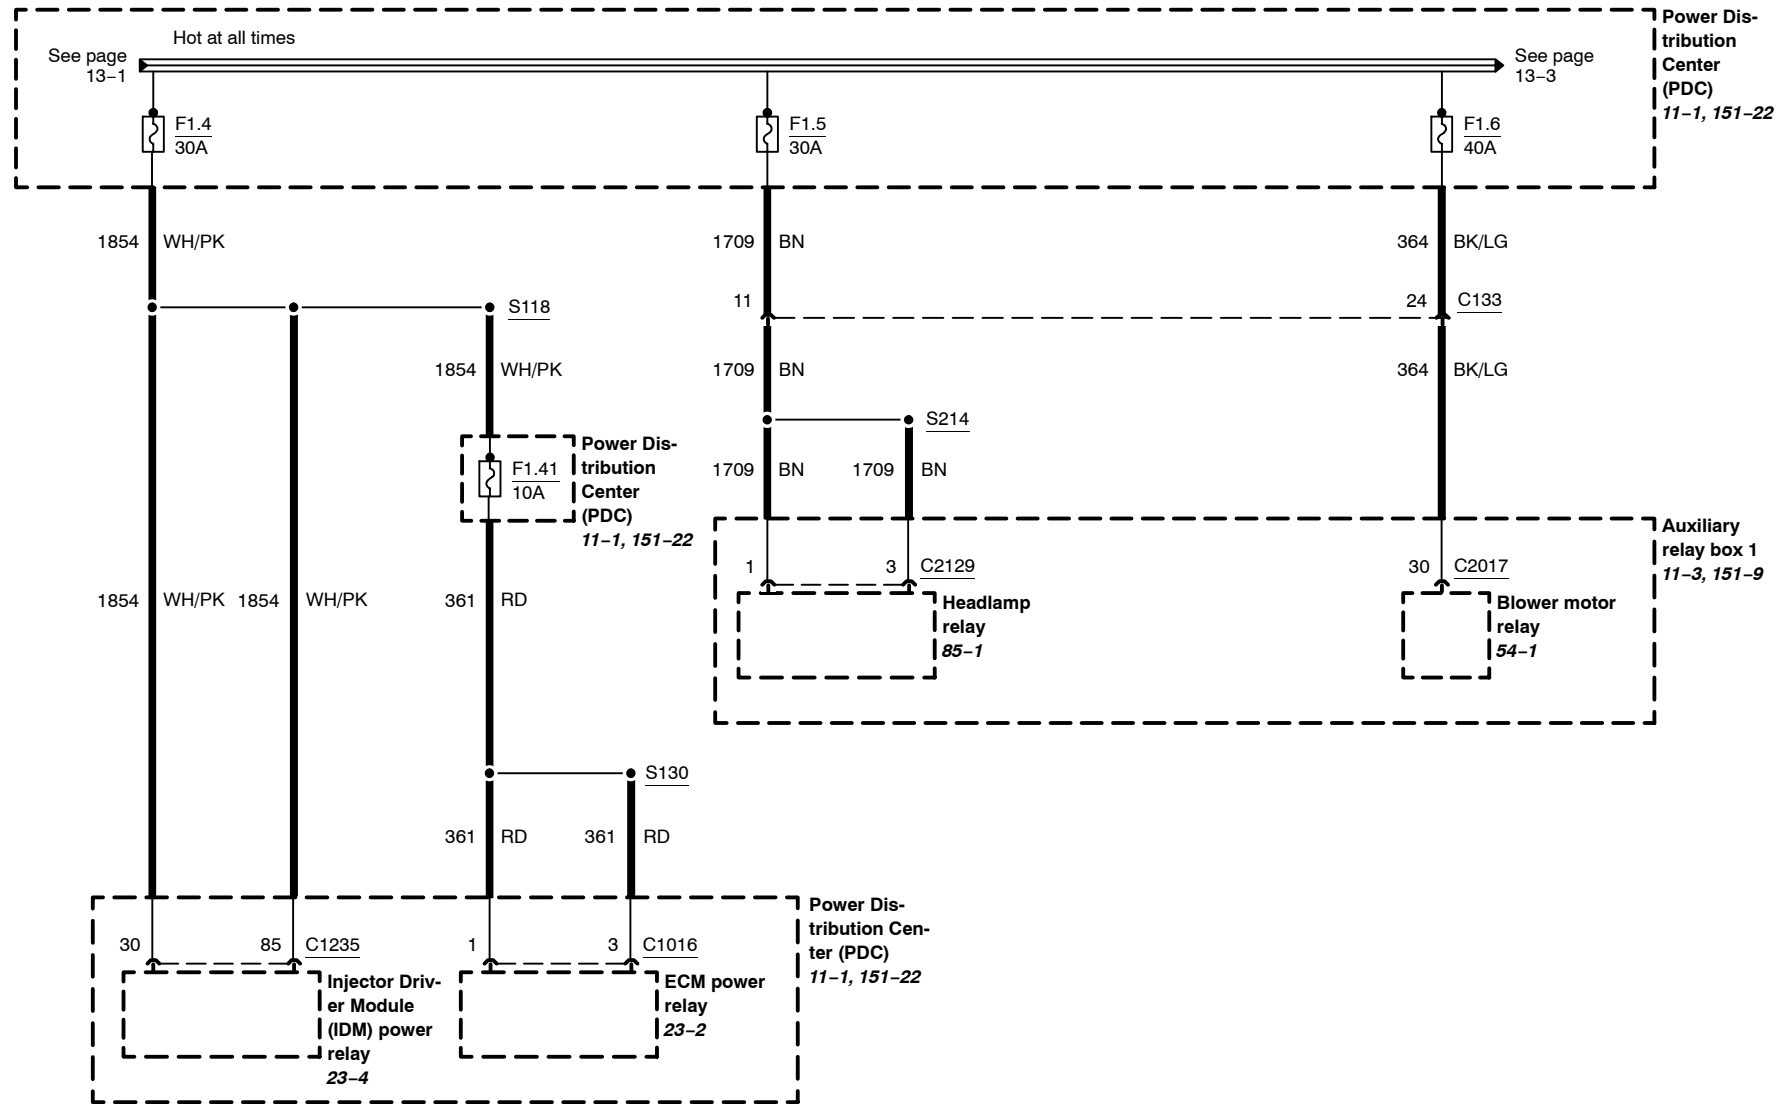 Hot at all times
See page
13–1
See page
13–3
Power Dis-
tribution
Center
(PDC)
11–1, 151–22
F1.4
30A
F1.5
30A
F1.6
40A
1854 WH/PK
1709 BN
364 BK/LG
11
24 C133
S118
1854 WH/PK
1709 BN
364 BK/LG
S214
Power Dis-
tribution
Center
(PDC)
11–1, 151–22
F1.41
10A
1709 BN
1709 BN
Auxiliary
relay box 1
11–3, 151–9
1
3 C2129
30 C2017
Headlamp
relay
85–1
Blower motor
relay
54–1
1854 WH/PK
1854 WH/PK
361 RD
S130
361 RD
361 RD
Power Dis-
tribution Cen-
ter (PDC)
11–1, 151–22
30
85 C1235
1
3 C1016
Injector Driv-
er Module
(IDM) power
relay
23–4
ECM power
relay
23–2